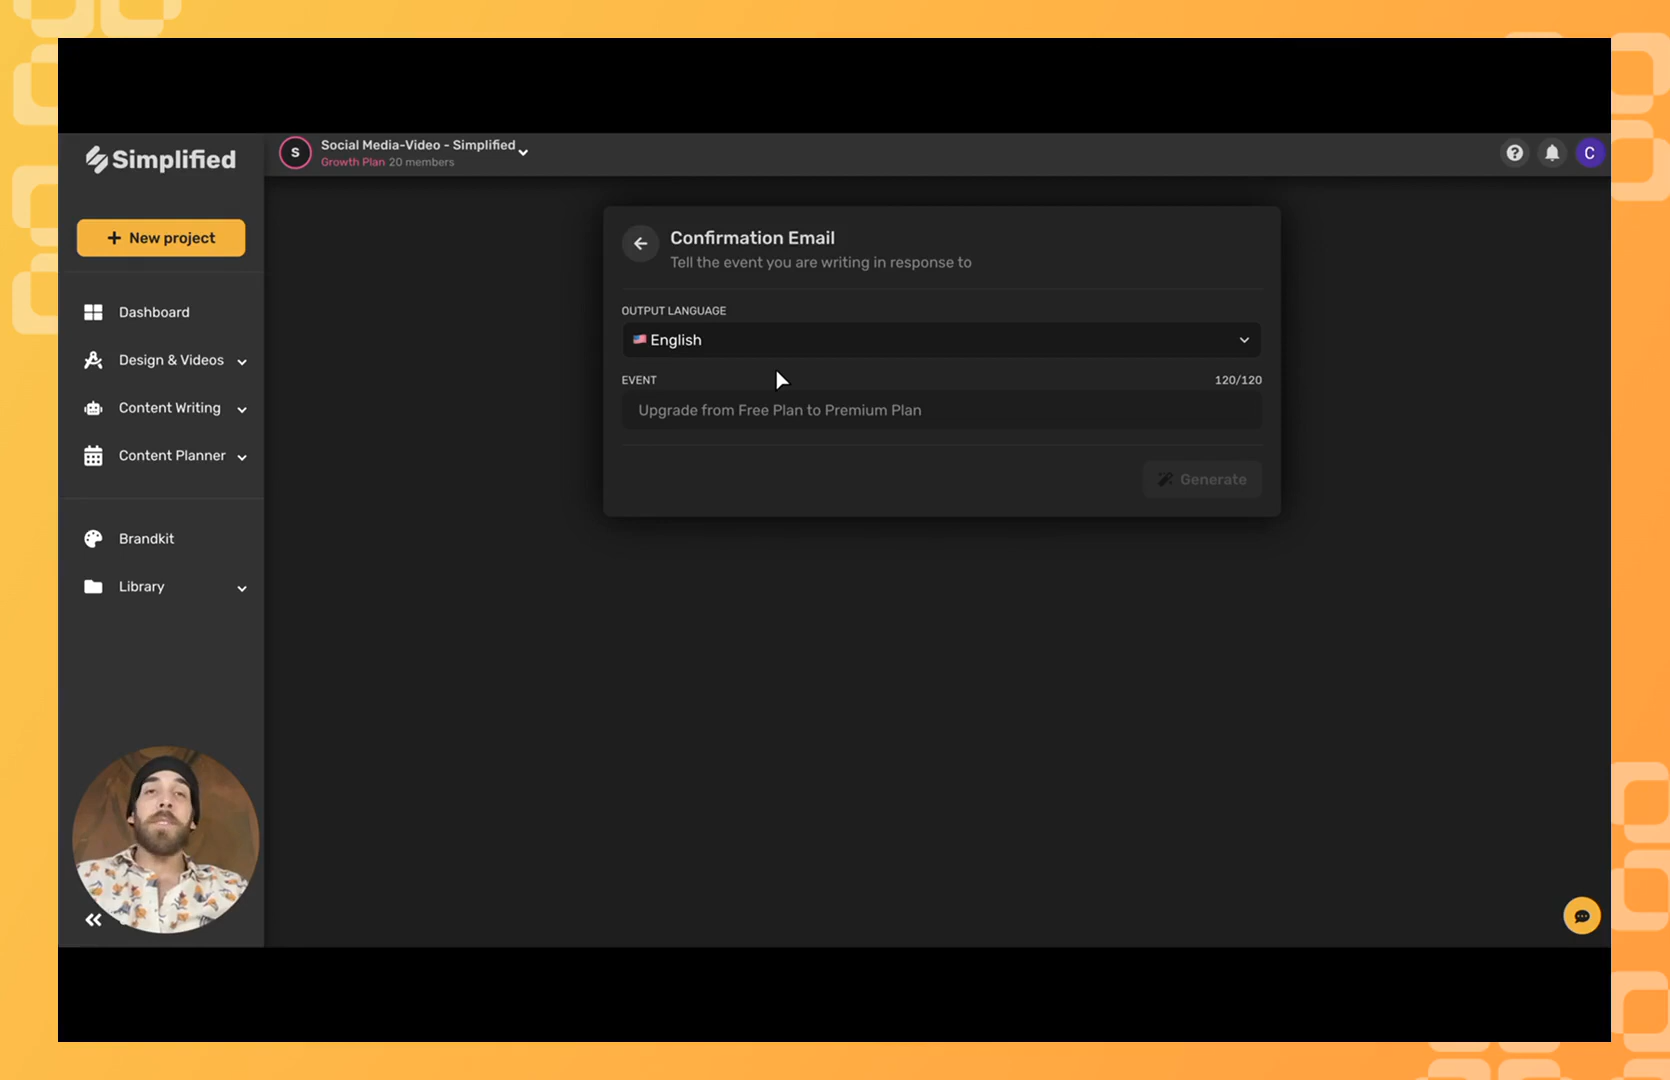 Simplified
S
Social Media-Video - Simplified
Growth Plan 20 members
C
+ New project
Dashboard
Design & Videos
Content Writing
Content Planner
Brandkit
Library
Confirmation Email
Tell the event you are writing in response to
OUTPUT LANGUAGE
English
EVENT 120/120
Upgrade from Free Plan to Premium Plan
Generate